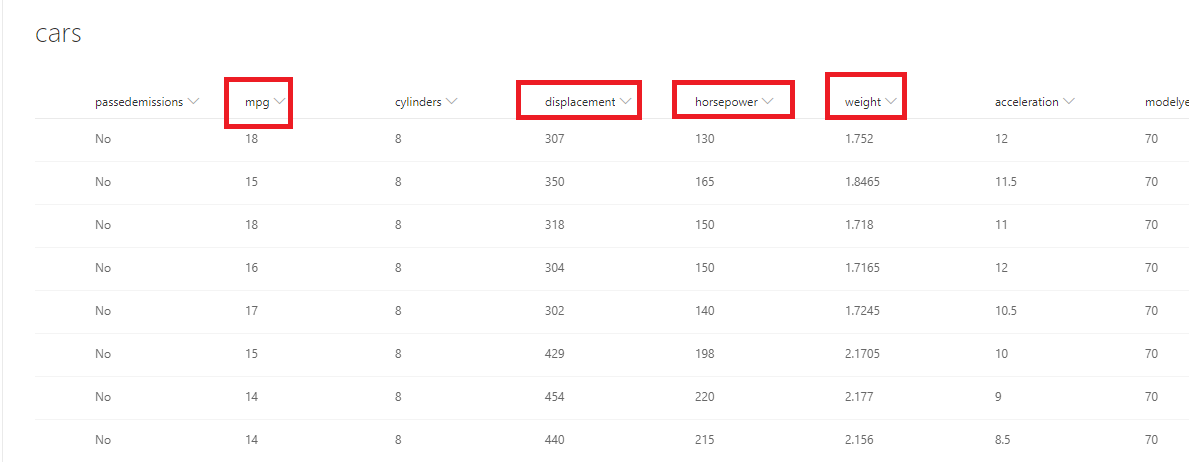 cars
passedemissions mpg cylinders displacement horsepower weight acceleration modelye
No 18 8 307 130 1.752 12 70
No 15 8 350 165 1.8465 11.5 70
No 18 8 318 150 1.718 11 70
No 16 8 304 150 1.7165 12 70
No 17 8 302 140 1.7245 10.5 70
No 15 8 429 198 2.1705 10 70
No 14 8 454 220 2.177 9 70
No 14 8 440 215 2.156 8.5 70